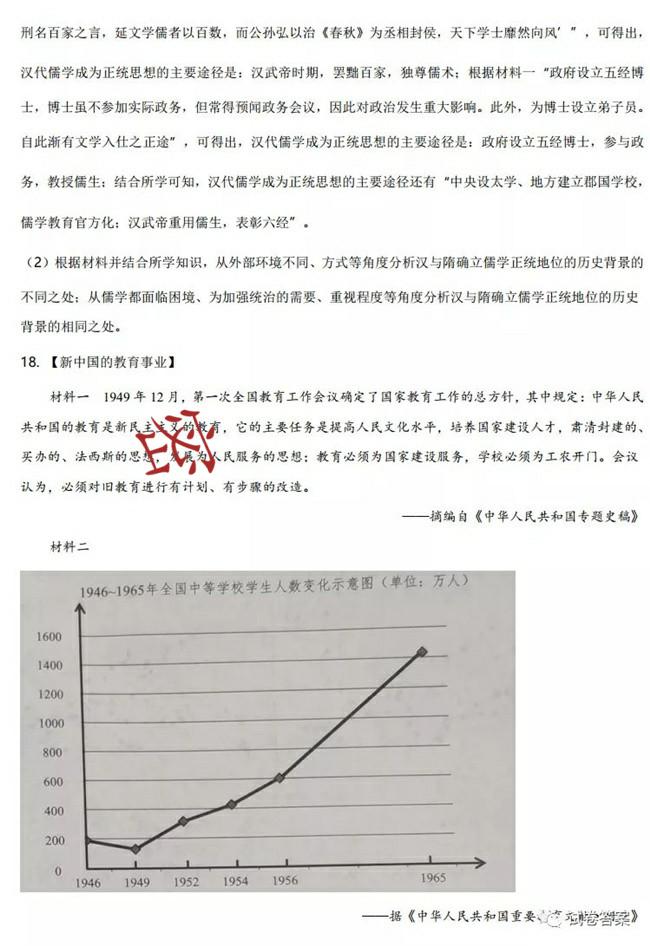 刑名百家之言，延文学儒者以百数，而公孙弘以治《春秋》为丞相封侯，天下学士靡然向风’”，可得出，
汉代儒学成为正统思想的主要途径是：汉武帝时期，罢黜百家，独尊儒术；根据材料一“政府设立五经博
士，博士虽不参加实际政务，但常得预闻政务会议，因此对政治发生重大影响。此外，为博士设立弟子员。
自此渐有文学入仕之正途”，可得出，汉代儒学成为正统思想的主要途径是：政府设立五经博士，参与政
务，教授儒生；结合所学可知，汉代儒学成为正统思想的主要途径还有“中央设太学、地方建立郡国学校，
儒学教育官方化；汉武帝重用儒生，表彰六经”。
（2）根据材料并结合所学知识，从外部环境不同、方式等角度分析汉与隋确立儒学正统地位的历史背景的
不同之处；从儒学都面临困境、为加强统治的需要、重视程度等角度分析汉与隋确立儒学正统地位的历史
背景的相同之处。
18. 【新中国的教育事业】
材料一 1949 年 12 月，第一次全国教育工作会议确定了国家教育工作的总方针，其中规定：中华人民
共和国的教育是新民主主义的教育，它的主要任务是提高人民文化水平，培养国家建设人才，肃清封建的、
买办的、法西斯的思想，发展为人民服务的思想；教育必须为国家建设服务，学校必须为工农开门。会议
认为，必须对旧教育进行有计划、有步骤的改造。
——摘编自《中华人民共和国专题史稿》
材料二
1946~1965年全国中等学校学生人数变化示意图（单位：万人）
1600
1400
1200
1000
800
600
400
200
0
1946 1949 1952 1954 1956 1965
——据《中华人民共和国重要教育
试卷答案